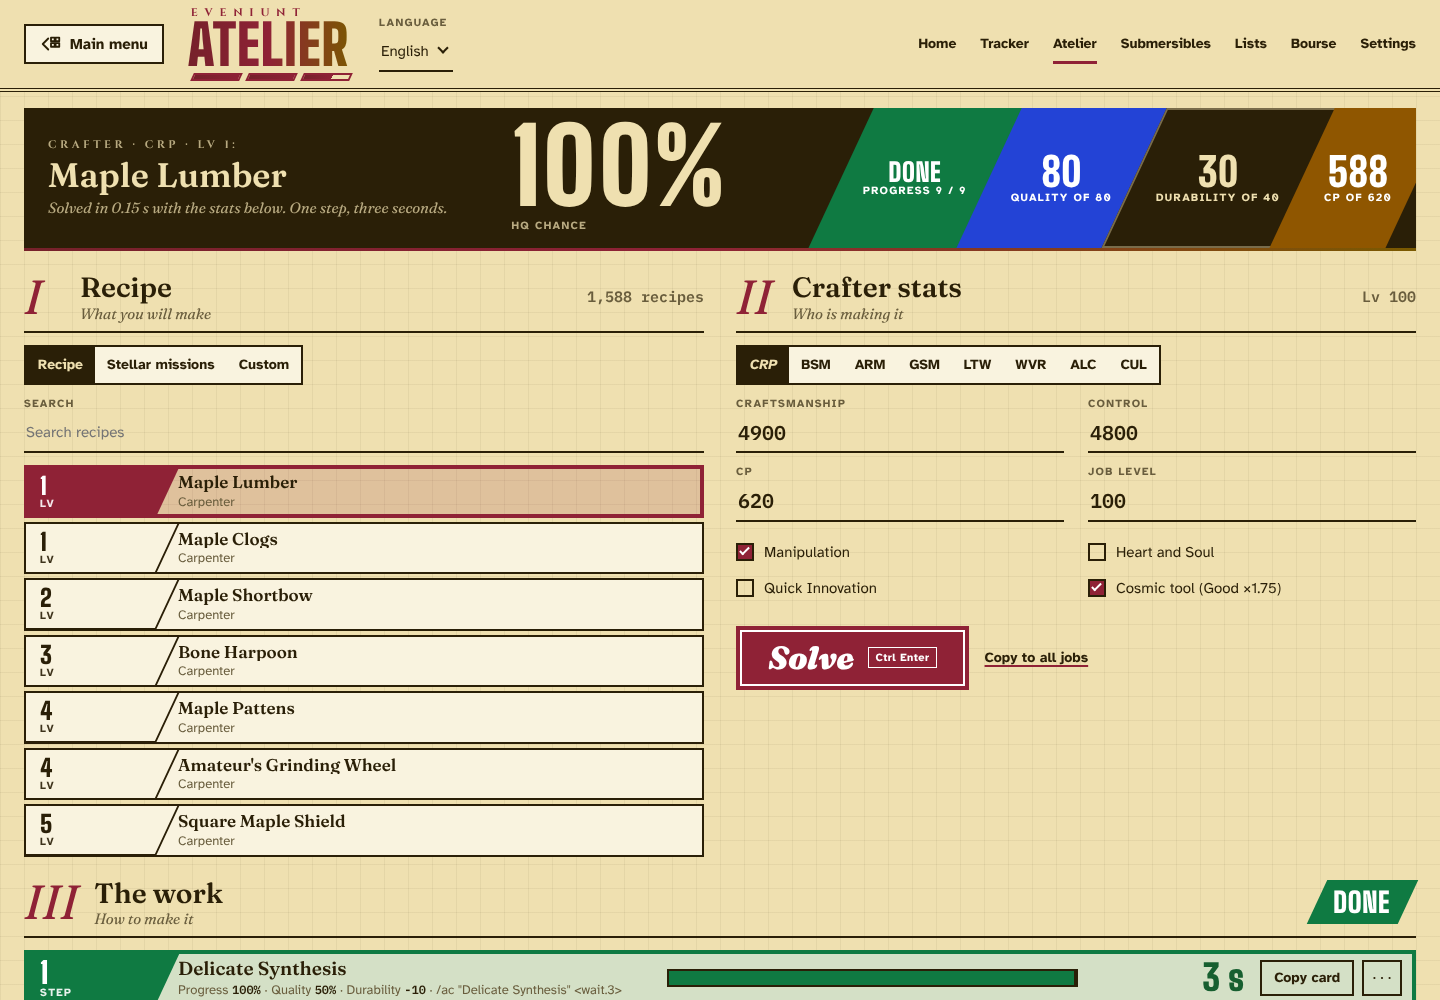 Main menu
EVENIUNT
ATELIER
LANGUAGE
English
Home
Tracker
Atelier
Submersibles
Lists
Bourse
Settings
CRAFTER · CRP · LV 1:
Maple Lumber
Solved in 0.15 s with the stats below. One step, three seconds.
100%
HQ CHANCE
DONE
PROGRESS 9 / 9
80
QUALITY OF 80
30
DURABILITY OF 40
588
CP OF 620
I
Recipe
What you will make
1,588 recipes
Recipe
Stellar missions
Custom
SEARCH
Search recipes
1
LV
Maple Lumber
Carpenter
1
LV
Maple Clogs
Carpenter
2
LV
Maple Shortbow
Carpenter
3
LV
Bone Harpoon
Carpenter
4
LV
Maple Pattens
Carpenter
4
LV
Amateur's Grinding Wheel
Carpenter
5
LV
Square Maple Shield
Carpenter
II
Crafter stats
Who is making it
Lv 100
CRP
BSM
ARM
GSM
LTW
WVR
ALC
CUL
CRAFTSMANSHIP
4900
CONTROL
4800
CP
620
JOB LEVEL
100
Manipulation
Heart and Soul
Quick Innovation
Cosmic tool (Good ×1.75)
Solve
Ctrl Enter
Copy to all jobs
III
The work
How to make it
DONE
1
STEP
Delicate Synthesis
Progress 100% · Quality 50% · Durability -10 · /ac "Delicate Synthesis" <wait.3>
3 s
Copy card
···